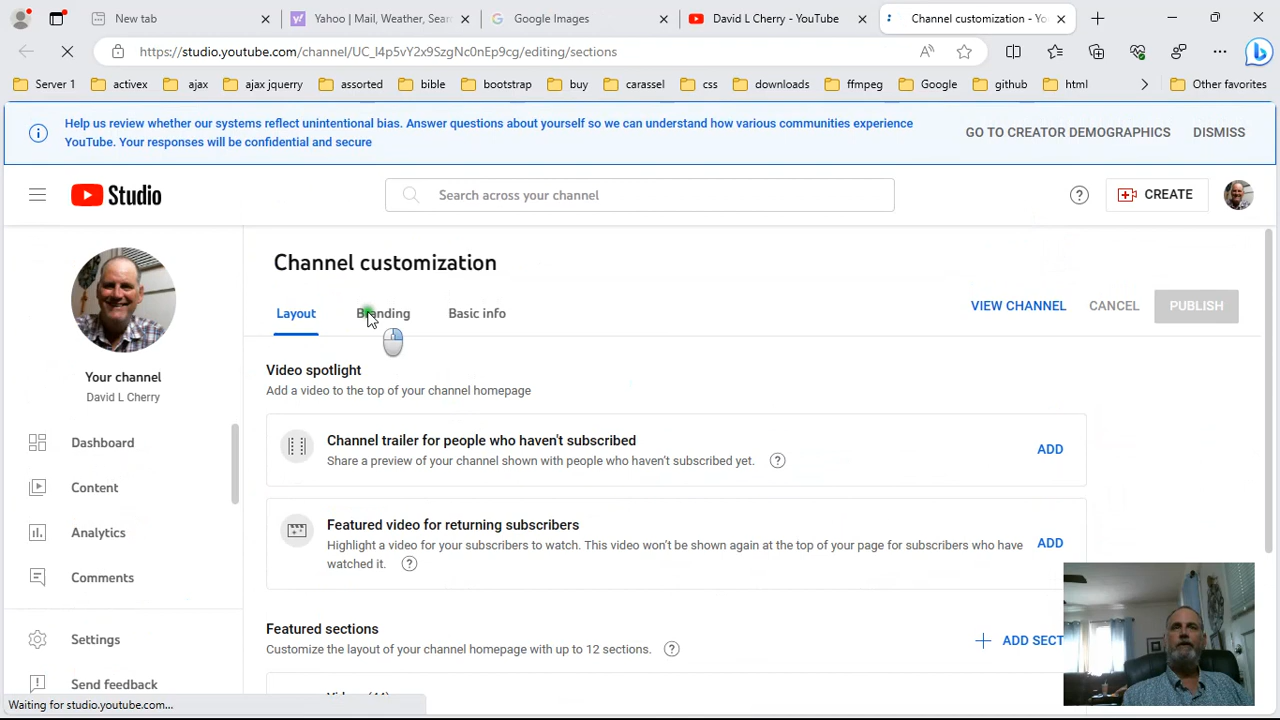 New tab
Yahoo | Mail, Weather, Sear
Google Images
David L Cherry - YouTube
Channel customization - Yo
https://studio.youtube.com/channel/UC_I4p5vY2x9SzgNc0nEp9cg/editing/sections
Server 1
activex
ajax
ajax jquerry
assorted
bible
bootstrap
buy
carassel
css
downloads
ffmpeg
Google
github
html
Other favorites
Help us review whether our systems reflect unintentional bias. Answer questions about yourself so we can understand how various communities experience
YouTube. Your responses will be confidential and secure
GO TO CREATOR DEMOGRAPHICS
DISMISS
Studio
Search across your channel
CREATE
Channel customization
Layout
Branding
Basic info
VIEW CHANNEL
CANCEL
PUBLISH
Your channel
David L Cherry
Dashboard
Content
Analytics
Comments
Settings
Send feedback
Video spotlight
Add a video to the top of your channel homepage
Channel trailer for people who haven't subscribed
Share a preview of your channel shown with people who haven't subscribed yet.
ADD
Featured video for returning subscribers
Highlight a video for your subscribers to watch. This video won't be shown again at the top of your page for subscribers who have
watched it.
ADD
Featured sections
Customize the layout of your channel homepage with up to 12 sections.
ADD SECT
Waiting for studio.youtube.com...